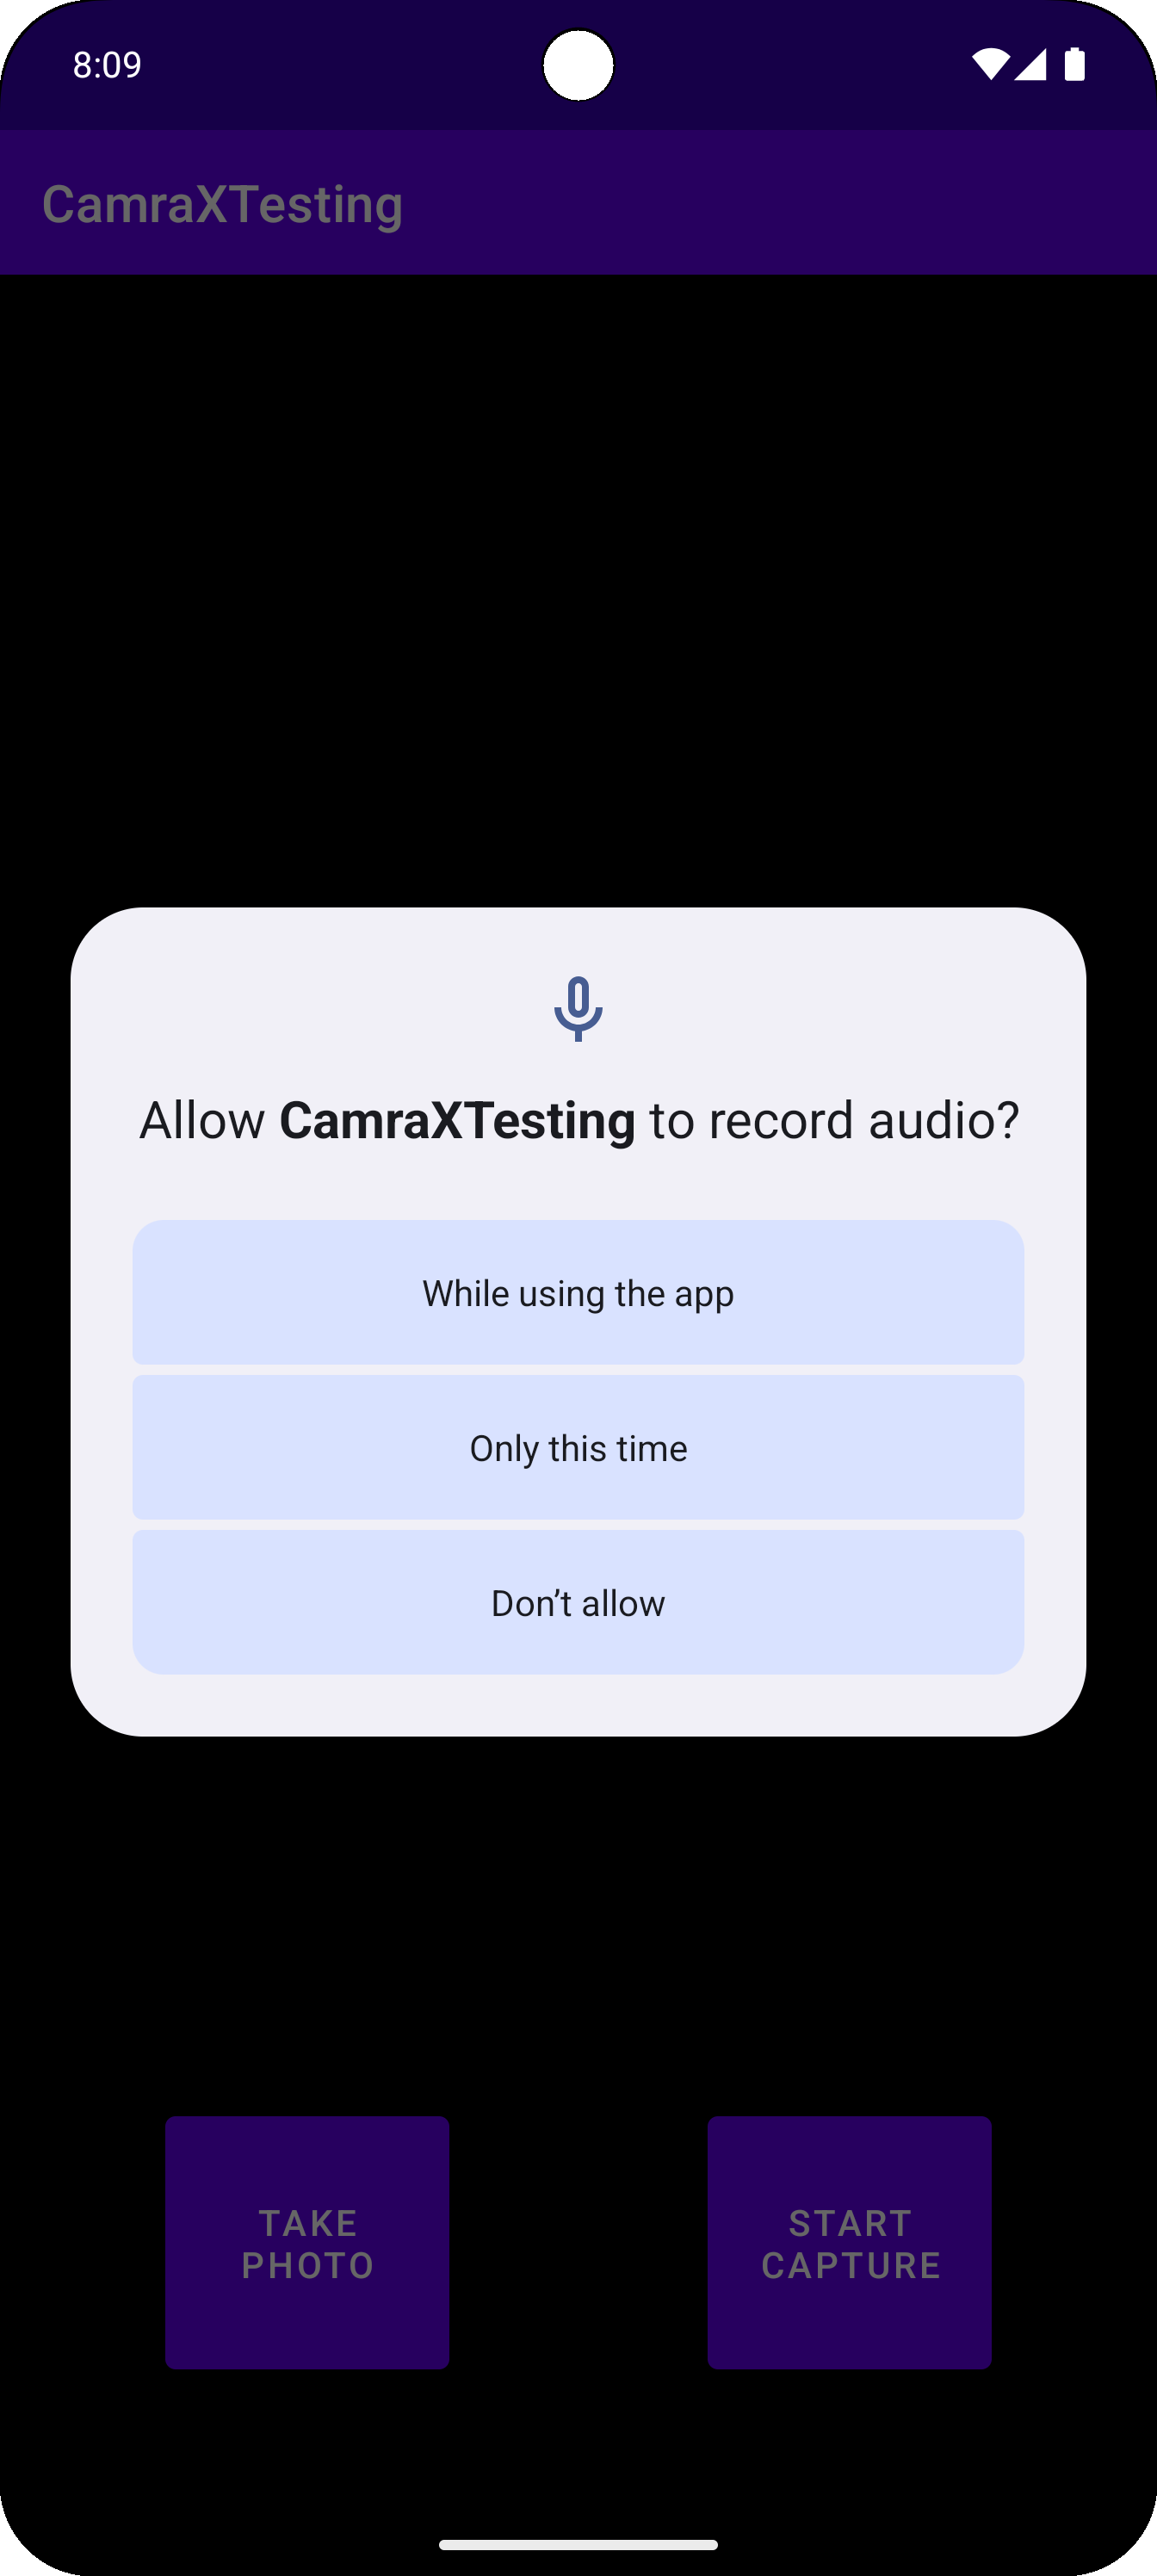 8:09
CamraXTesting
Allow CamraXTesting to record audio?
While using the app
Only this time
Don’t allow
TAKE
PHOTO
START
CAPTURE